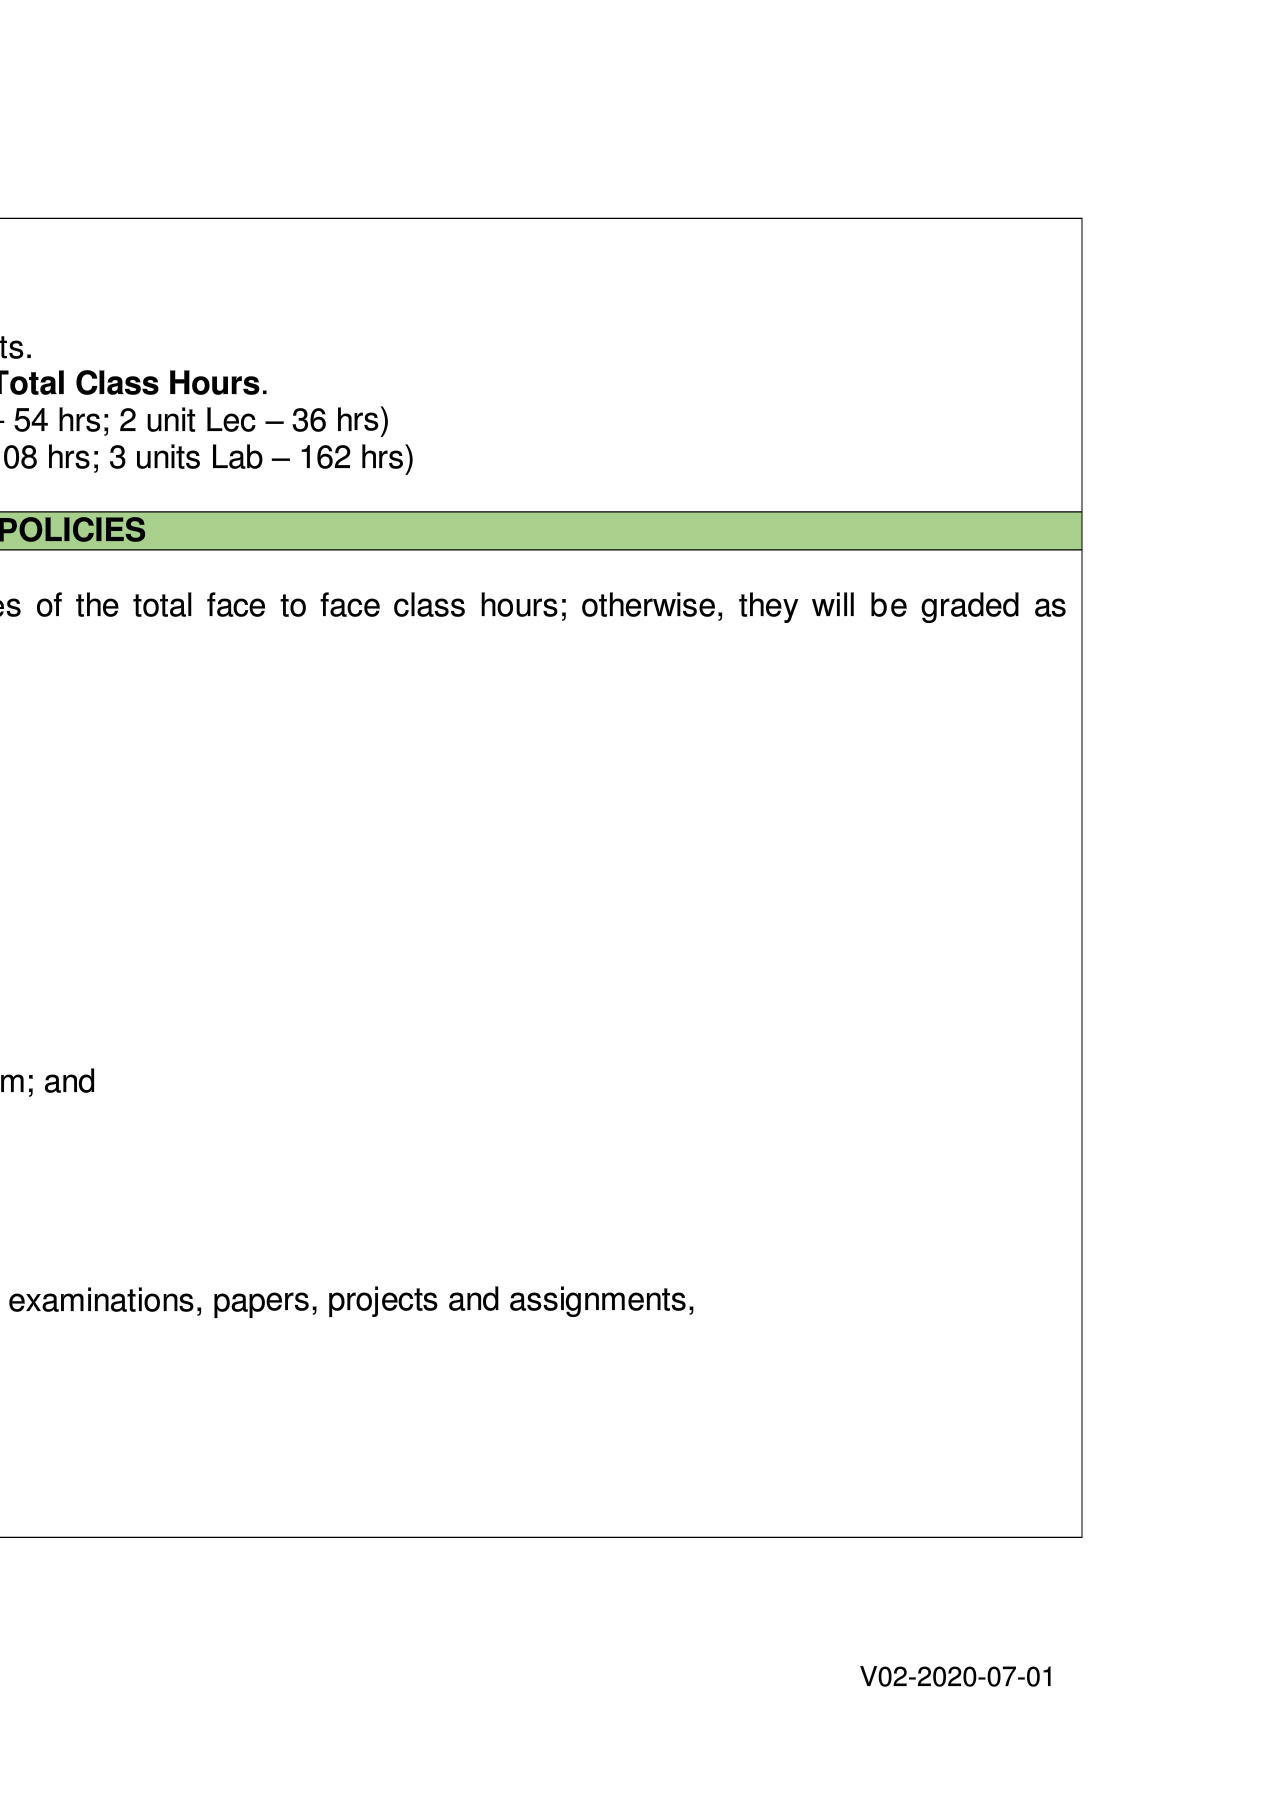 ts.
Total Class Hours.
– 54 hrs; 2 unit Lec – 36 hrs)
08 hrs; 3 units Lab – 162 hrs)
POLICIES
es of the total face to face class hours; otherwise, they will be graded as
m; and
examinations, papers, projects and assignments,
V02-2020-07-01